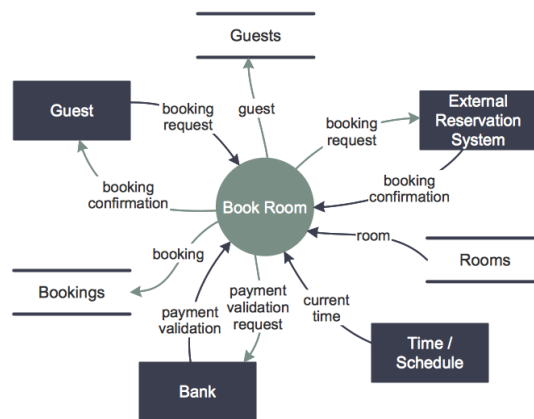 Guests
Guest
booking
request
guest
booking
request
External
Reservation
System
booking
confirmation
Book Room
booking
confirmation
room
Rooms
booking
Bookings
payment
validation
payment
validation
request
current
time
Time /
Schedule
Bank